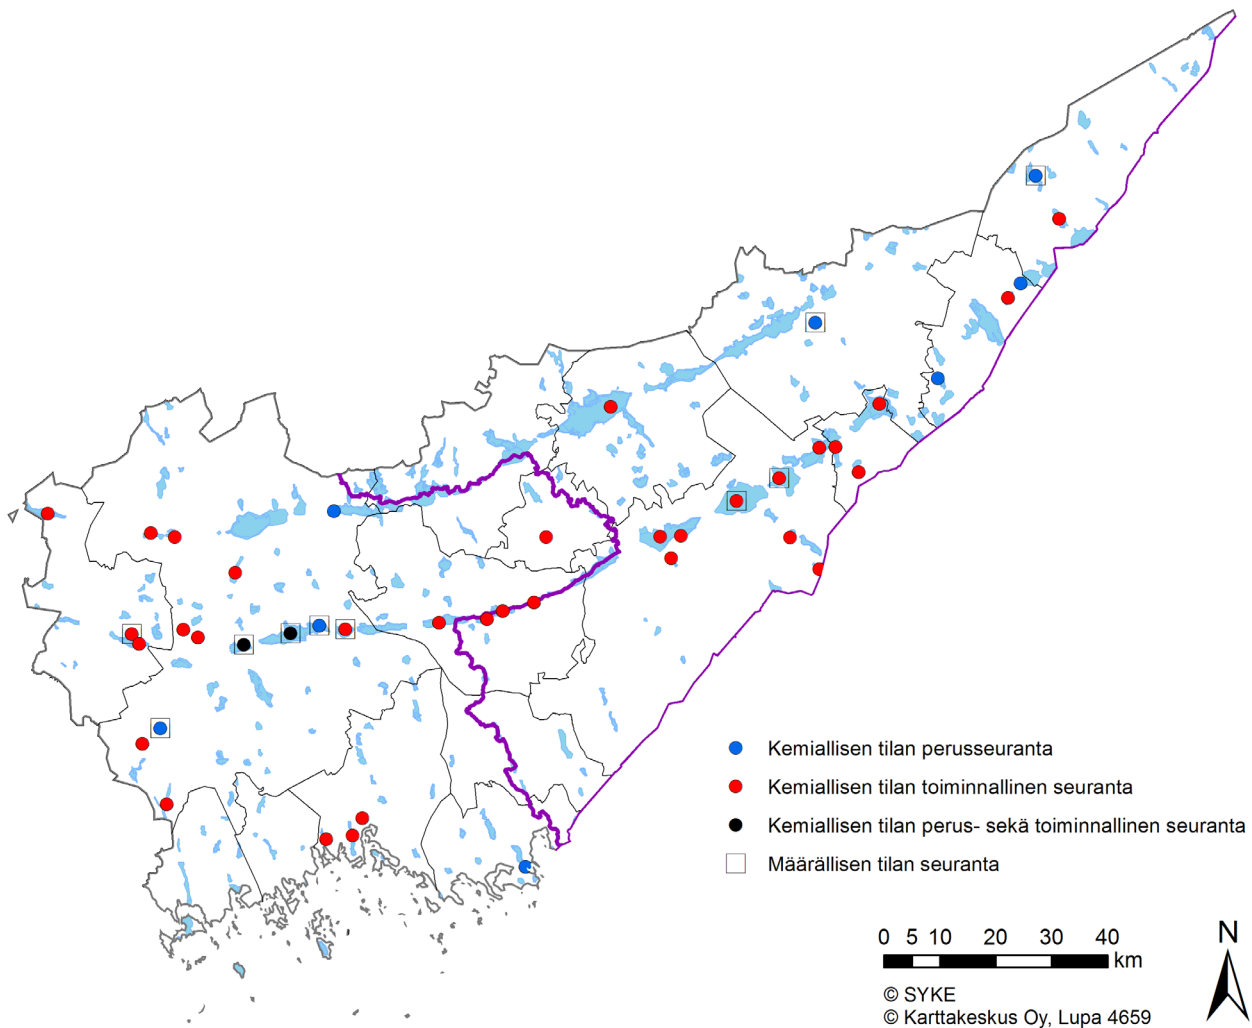 Kemiallisen tilan perusseuranta
Kemiallisen tilan toiminnallinen seuranta
Kemiallisen tilan perus- sekä toiminnallinen seuranta
Määrällisen tilan seuranta
N
0 5 10 20 30 40
km
© SYKE
© Karttakeskus Oy, Lupa 4659